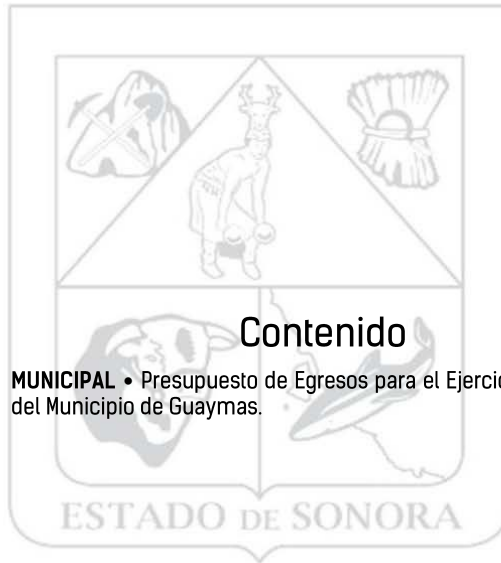 Contenido
MUNICIPAL • Presupuesto de Egresos para el Ejercic
del Municipio de Guaymas.
ESTADO DE SONORA